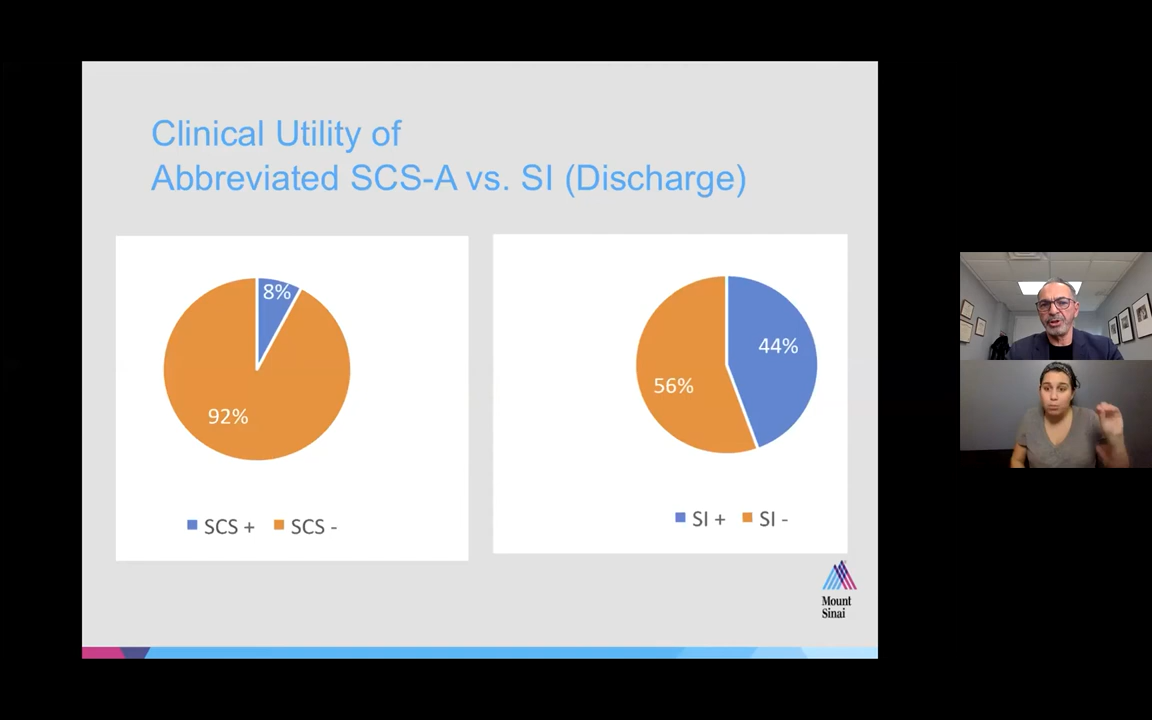 Clinical Utility of
Abbreviated SCS-A vs. SI (Discharge)
8%
92%
SCS + SCS -
44%
56%
SI + SI -
Mount
Sinai